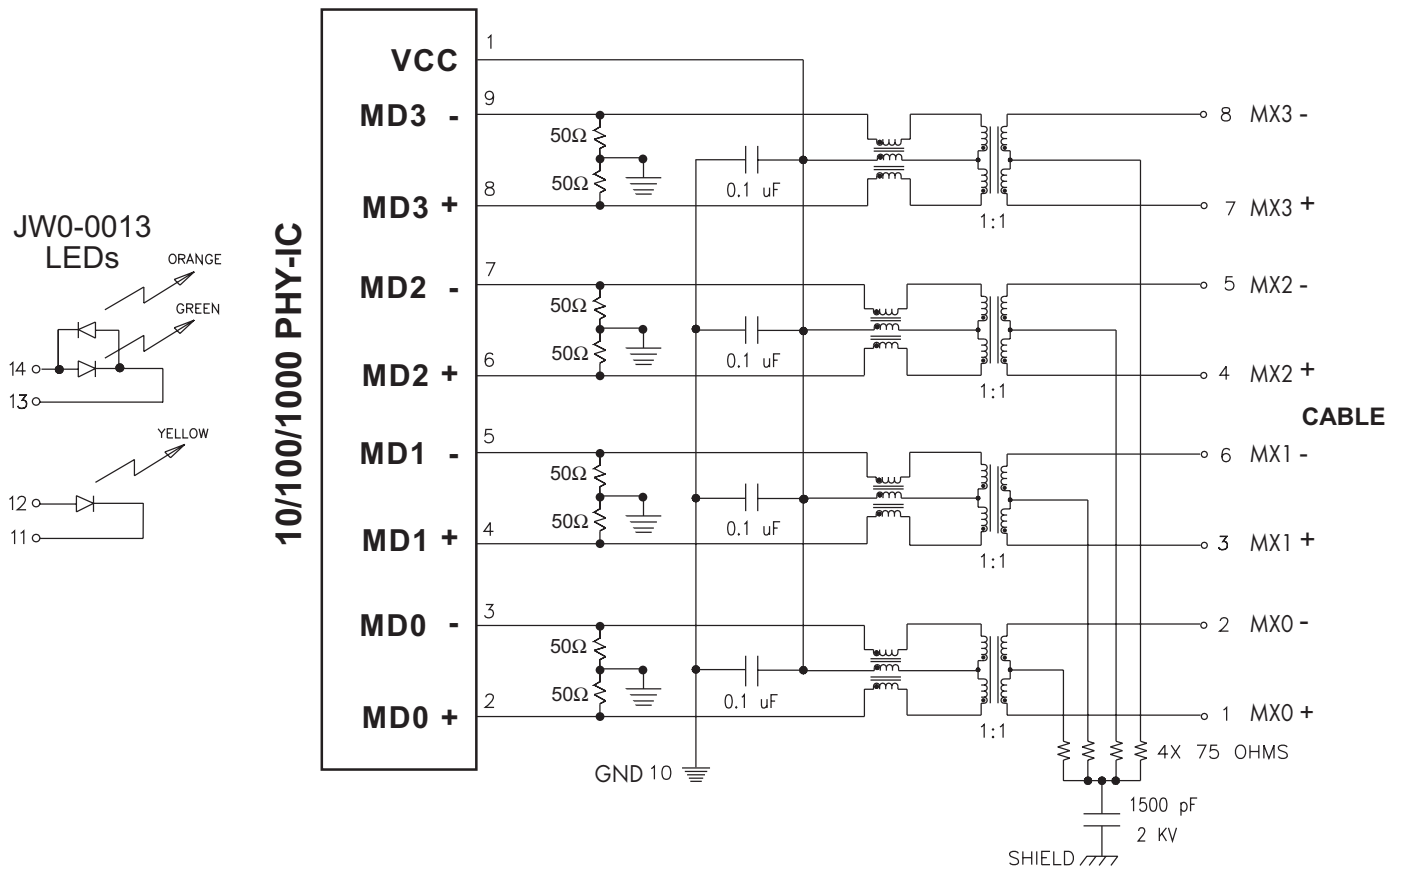 JW0-0013
LEDs
ORANGE
GREEN
14
13
YELLOW
12
11
10/100/1000 PHY-IC
VCC
1
MD3 -
9
50Ω
50Ω
0.1 uF
MD3 +
8
1:1
8 MX3 -
7 MX3 +
MD2 -
7
50Ω
50Ω
0.1 uF
MD2 +
6
1:1
5 MX2 -
4 MX2 +
CABLE
MD1 -
5
50Ω
50Ω
0.1 uF
MD1 +
4
1:1
6 MX1 -
3 MX1 +
MD0 -
3
50Ω
50Ω
0.1 uF
MD0 +
2
1:1
2 MX0 -
1 MX0 +
GND 10
4X 75 OHMS
1500 pF
2 KV
SHIELD